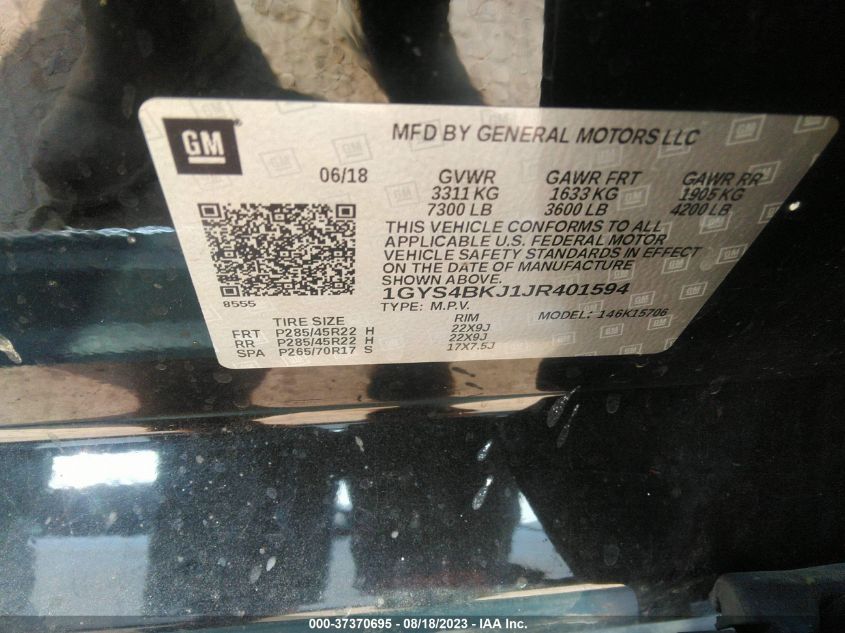 GM
MFD BY GENERAL MOTORS LLC
06/18
GVWR GAWR FRT GAWR RR
3311 KG 1633 KG 1905 KG
7300 LB 3600 LB 4200 LB
THIS VEHICLE CONFORMS TO ALL
APPLICABLE U.S. FEDERAL MOTOR
VEHICLE SAFETY STANDARDS IN EFFECT
ON THE DATE OF MANUFACTURE
SHOWN ABOVE.
1GYS4BKJ1JR401594
TYPE: M.P.V. MODEL: 146K15706
8555
TIRE SIZE RIM
FRT P285/45R22 H 22X9J
RR P285/45R22 H 22X9J
SPA P265/70R17 S 17X7.5J
000-37370695 - 08/18/2023 - IAA Inc.